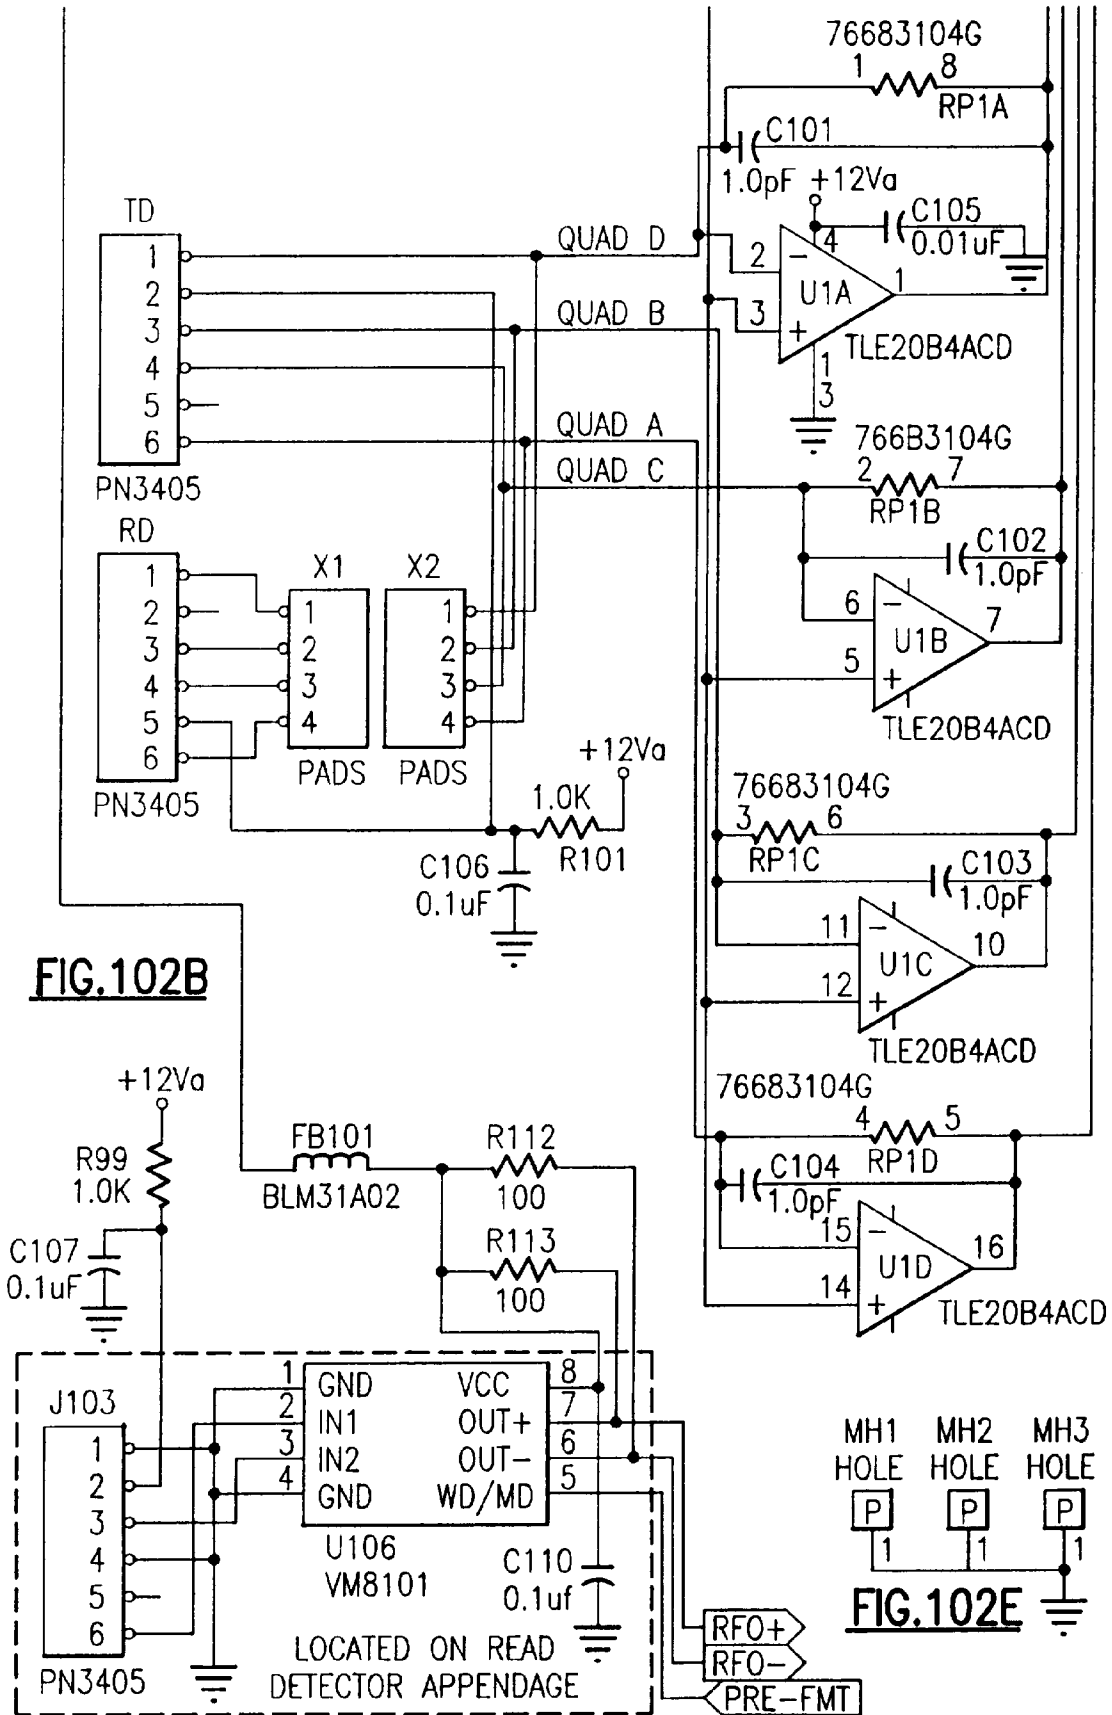 76683104G
1 8
RP1A
C101
1.0pF +12Va
TD
C105
0.01uF
4
1
2
3
4
5
6
PN3405
QUAD D
QUAD B
QUAD A
QUAD C
2 -
3 +
U1A
1
TLE20B4ACD
1
3
766B3104G
2 7
RP1B
C102
1.0pF
6 -
5 +
U1B
7
TLE20B4ACD
RD
1
2
3
4
5
6
PN3405
X1
1
2
3
4
PADS
X2
1
2
3
4
PADS
+12Va
1.0K
R101
C106
0.1uF
76683104G
3 6
RP1C
C103
1.0pF
11 -
12 +
U1C
10
TLE20B4ACD
FIG.102B
+12Va
R99
1.0K
C107
0.1uF
FB101
BLM31A02
R112
100
R113
100
76683104G
4 5
RP1D
C104
1.0pF
15 -
14 +
U1D
16
TLE20B4ACD
J103
1
2
3
4
5
6
PN3405
1 GND VCC 8
2 IN1 OUT+ 7
3 IN2 OUT- 6
4 GND WD/MD 5
U106
VM8101
C110
0.1uf
LOCATED ON READ
DETECTOR APPENDAGE
RFO+
RFO-
PRE-FMT
MH1 MH2 MH3
HOLE HOLE HOLE
P P P
1 1 1
FIG.102E